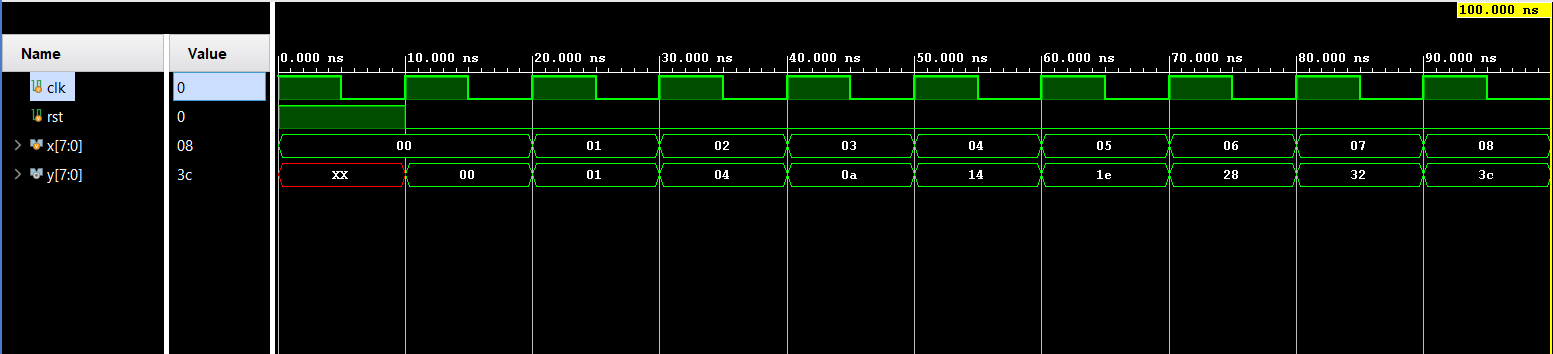 100.000 ns
Name Value
0.000 ns 10.000 ns 20.000 ns 30.000 ns 40.000 ns 50.000 ns 60.000 ns 70.000 ns 80.000 ns 90.000 ns
clk 0
rst 0
x[7:0] 08 00 01 02 03 04 05 06 07 08
y[7:0] 3c XX 00 01 04 0a 14 1e 28 32 3c